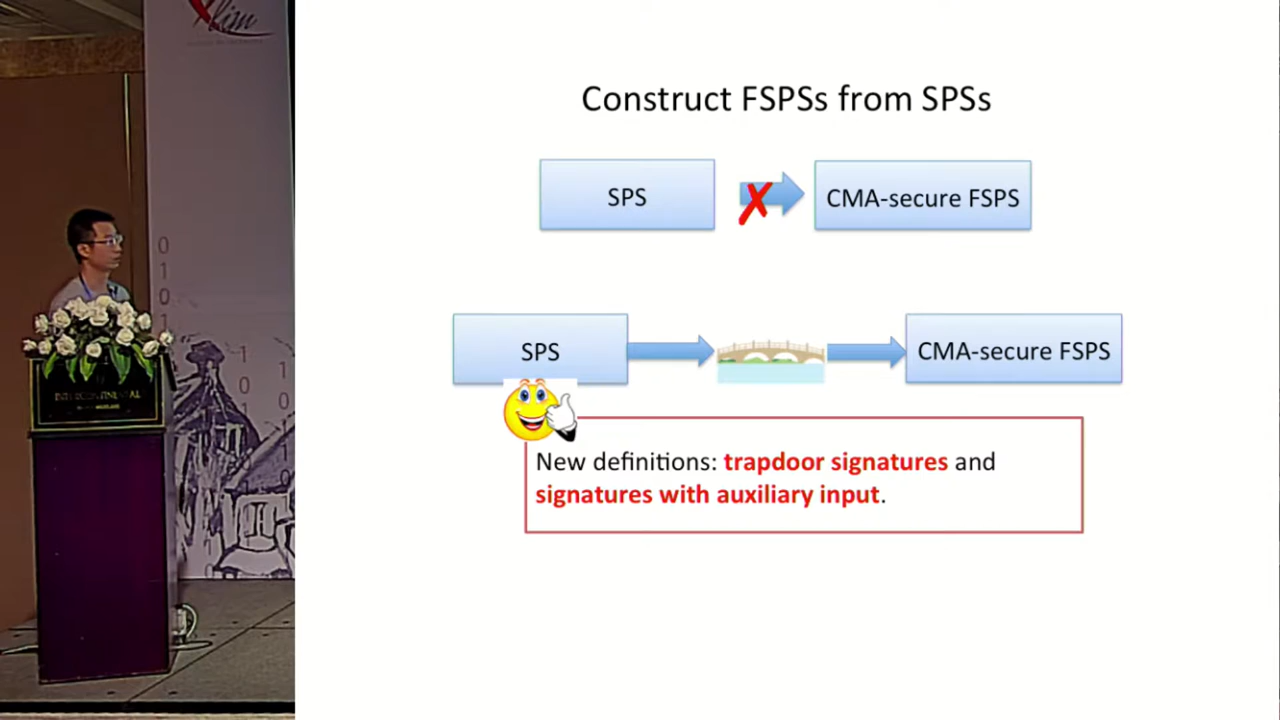 Construct FSPSs from SPSs
SPS
CMA-secure FSPS
SPS
CMA-secure FSPS
New definitions: trapdoor signatures and
signatures with auxiliary input.
INTERCONTINENTAL